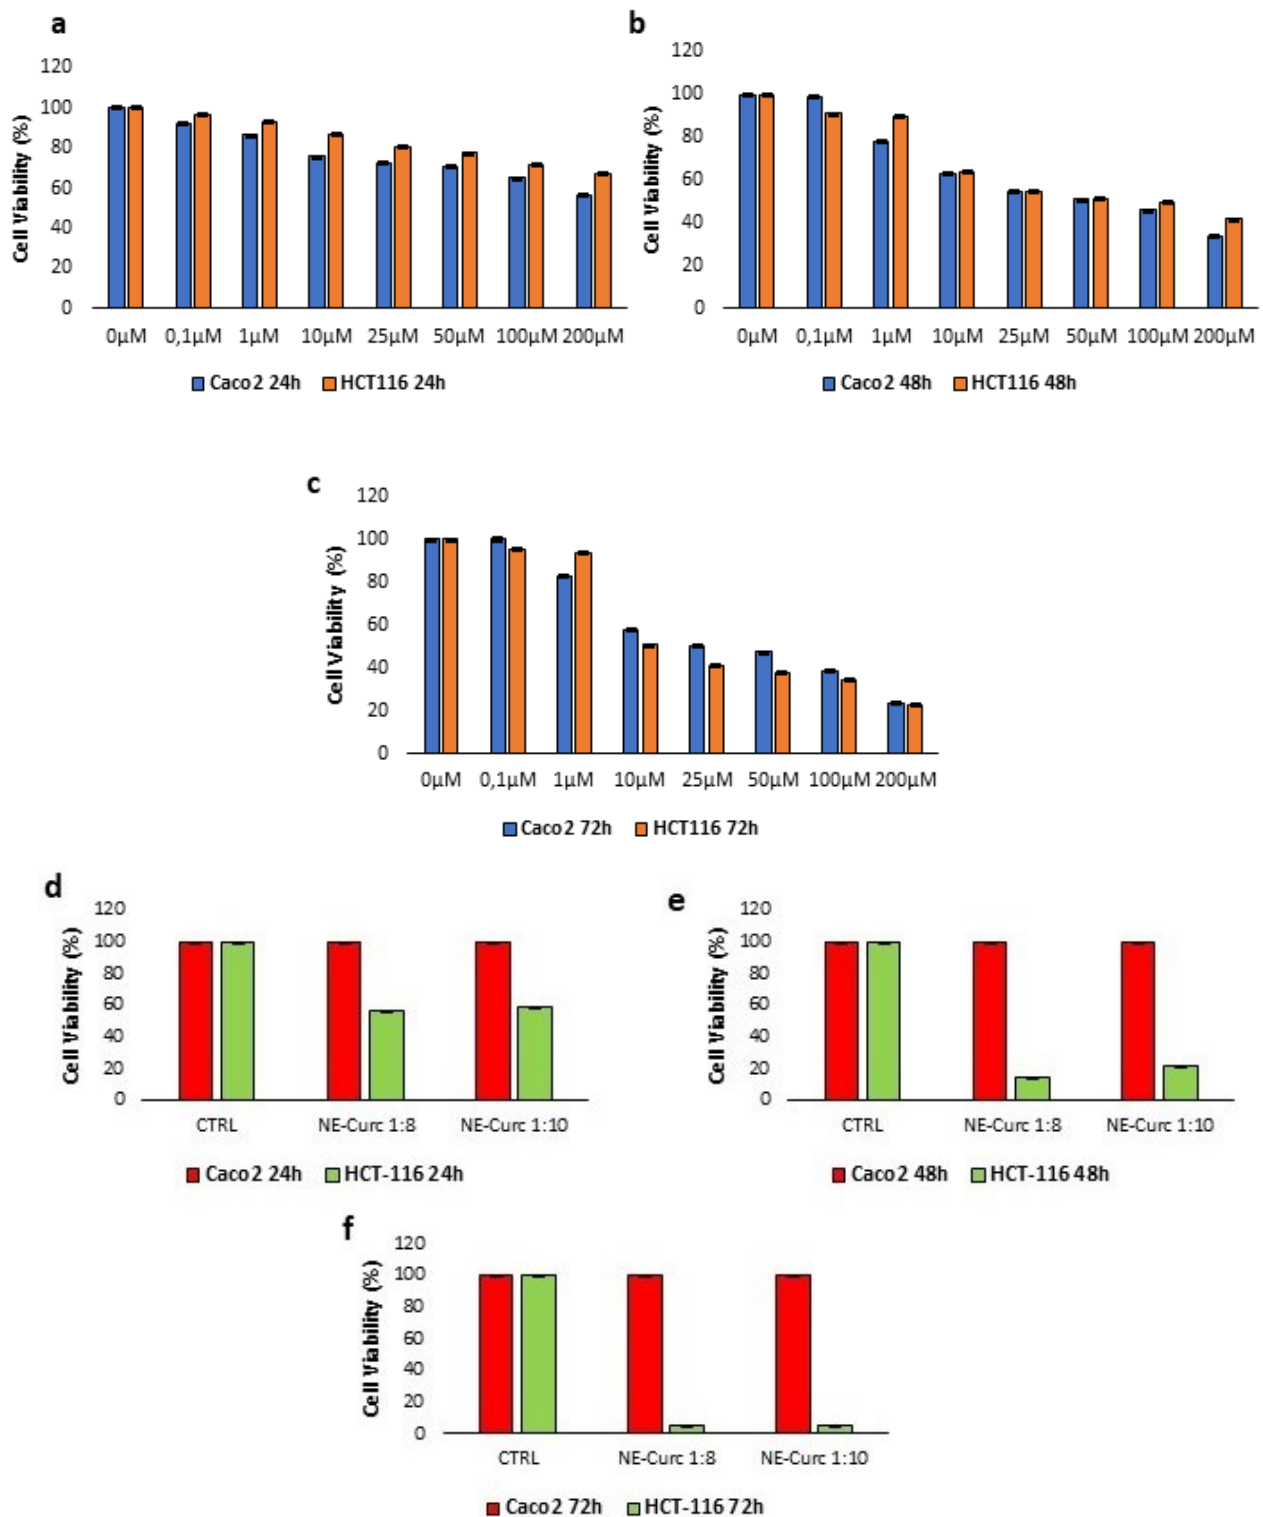 a
Cell Viability (%)
120
100
80
60
40
20
0
0µM 0,1µM 1µM 10µM 25µM 50µM 100µM 200µM
Caco2 24h HCT116 24h
b
Cell Viability (%)
120
100
80
60
40
20
0
0µM 0,1µM 1µM 10µM 25µM 50µM 100µM 200µM
Caco2 48h HCT116 48h
c
Cell Viability (%)
120
100
80
60
40
20
0
0µM 0,1µM 1µM 10µM 25µM 50µM 100µM 200µM
Caco2 72h HCT116 72h
d
Cell Viability (%)
120
100
80
60
40
20
0
CTRL NE-Curc 1:8 NE-Curc 1:10
Caco2 24h HCT-116 24h
e
Cell Viability (%)
120
100
80
60
40
20
0
CTRL NE-Curc 1:8 NE-Curc 1:10
Caco2 48h HCT-116 48h
f
Cell Viability (%)
120
100
80
60
40
20
0
CTRL NE-Curc 1:8 NE-Curc 1:10
Caco2 72h HCT-116 72h